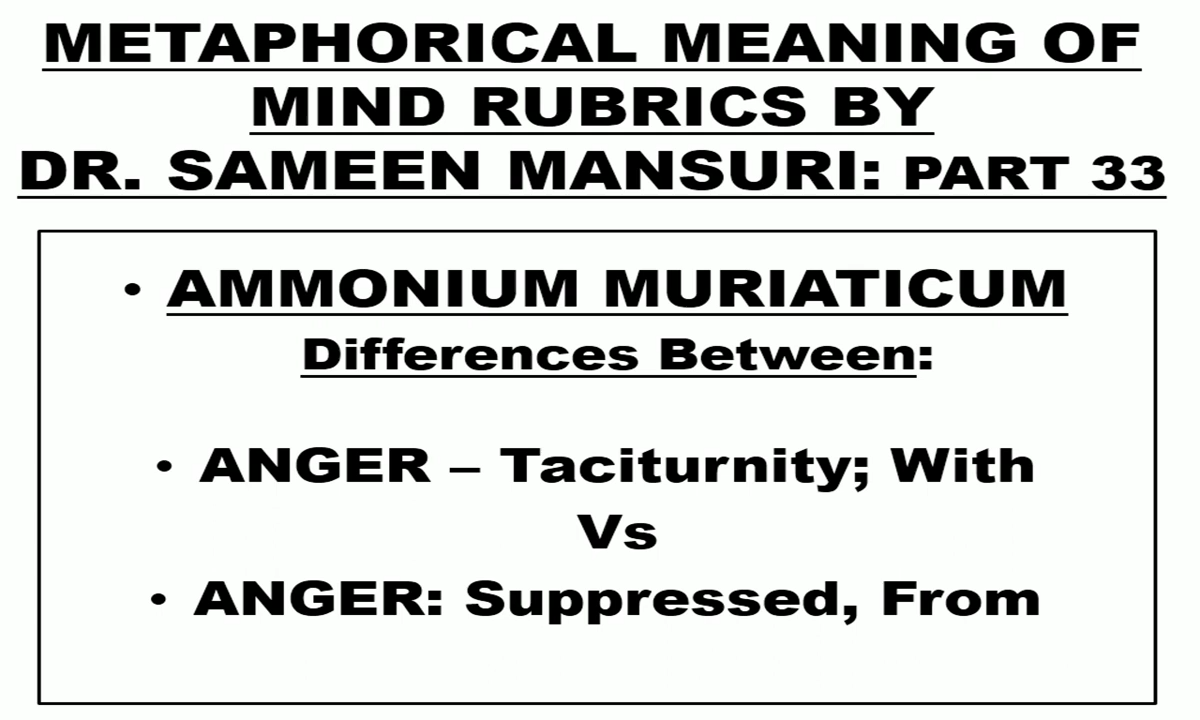 METAPHORICAL MEANING OF
MIND RUBRICS BY
DR. SAMEEN MANSURI: PART 33
• AMMONIUM MURIATICUM
Differences Between:
• ANGER – Taciturnity; With
Vs
• ANGER: Suppressed, From